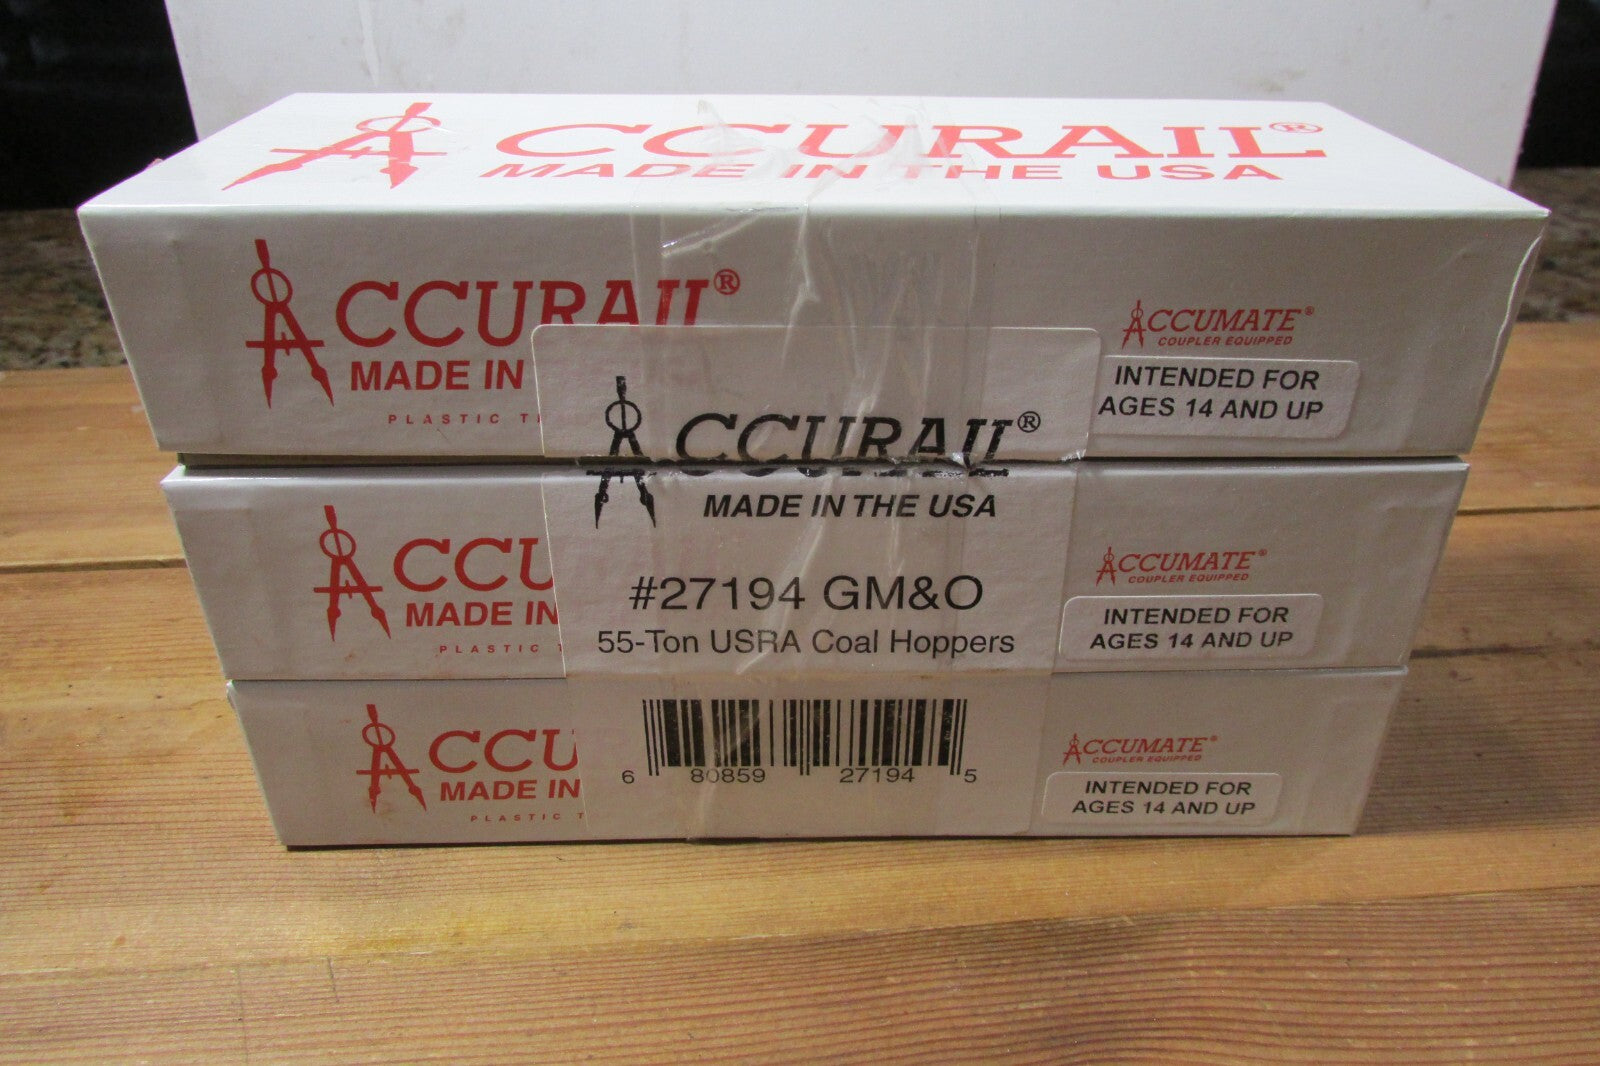 ACCURAIL®
MADE IN THE USA
ACCURAIL®
MADE IN
PLASTIC
ACCUMATE®
COUPLER EQUIPPED
INTENDED FOR
AGES 14 AND UP
ACCURAIL®
MADE IN THE USA
#27194 GM&O
55-Ton USRA Coal Hoppers
6 80859 27194 5
ACCU
MADE IN
PLASTIC
ACCUMATE®
COUPLER EQUIPPED
INTENDED FOR
AGES 14 AND UP
ACCU
MADE IN
PLASTIC
ACCUMATE®
COUPLER EQUIPPED
INTENDED FOR
AGES 14 AND UP